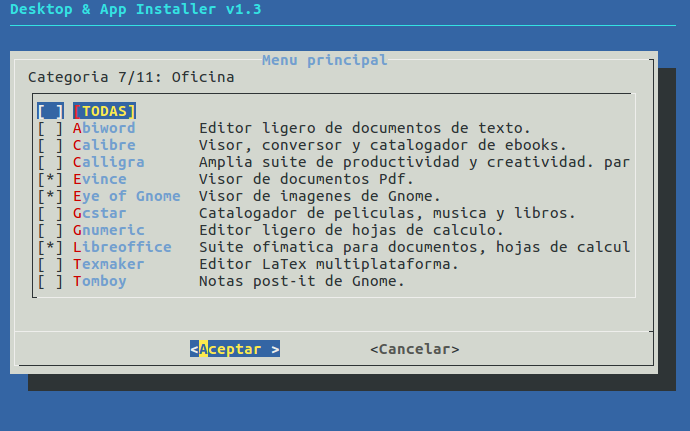 Desktop & App Installer v1.3
Menu principal
Categoria 7/11: Oficina
[ ] [TODAS]
[ ] Abiword Editor ligero de documentos de texto.
[ ] Calibre Visor, conversor y catalogador de ebooks.
[ ] Calligra Amplia suite de productividad y creatividad. par
[*] Evince Visor de documentos Pdf.
[*] Eye of Gnome Visor de imagenes de Gnome.
[ ] Gcstar Catalogador de peliculas, musica y libros.
[ ] Gnumeric Editor ligero de hojas de calculo.
[*] Libreoffice Suite ofimatica para documentos, hojas de calcul
[ ] Texmaker Editor LaTex multiplataforma.
[ ] Tomboy Notas post-it de Gnome.
<Aceptar > <Cancelar>